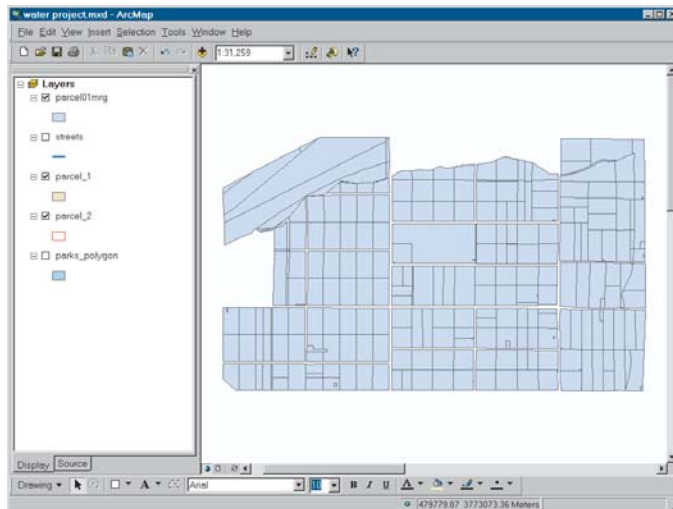 water project.mxd - ArcMap
File Edit View Insert Selection Tools Window Help
1:31,259
Layers
parcel01mrg
streets
parcel_1
parcel_2
parks_polygon
Display Source
Drawing A Arial 10 B I U A
479779.87 3773073.36 Meters